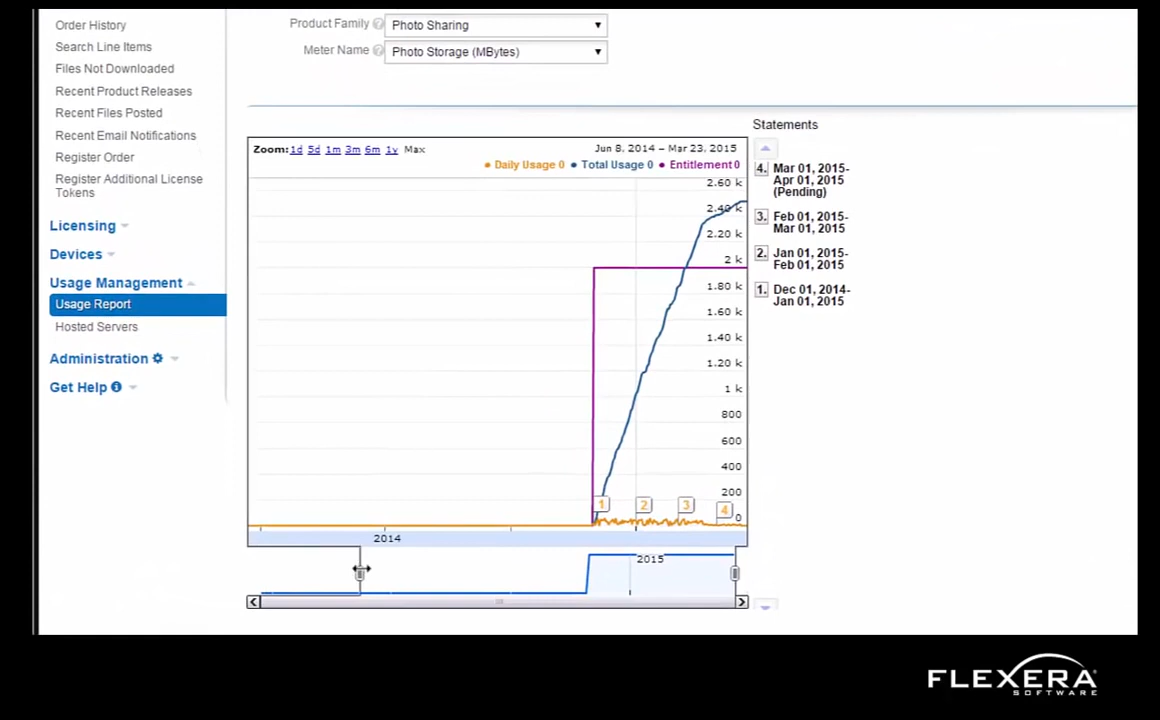 Order History
Search Line Items
Files Not Downloaded
Recent Product Releases
Recent Files Posted
Recent Email Notifications
Register Order
Register Additional License
Tokens
Licensing
Devices
Usage Management
Usage Report
Hosted Servers
Administration
Get Help
Product Family Photo Sharing
Meter Name Photo Storage (MBytes)
Zoom: 1d 5d 1m 3m 6m 1y Max
Jun 8, 2014 – Mar 23, 2015
Daily Usage 0 Total Usage 0 Entitlement 0
2.60 k
2.40 k
2.20 k
2 k
1.80 k
1.60 k
1.40 k
1.20 k
1 k
800
600
400
200
0
1 2 3 4
2014
2015
Statements
4. Mar 01, 2015-
Apr 01, 2015
(Pending)
3. Feb 01, 2015-
Mar 01, 2015
2. Jan 01, 2015-
Feb 01, 2015
1. Dec 01, 2014-
Jan 01, 2015
FLEXERA
SOFTWARE